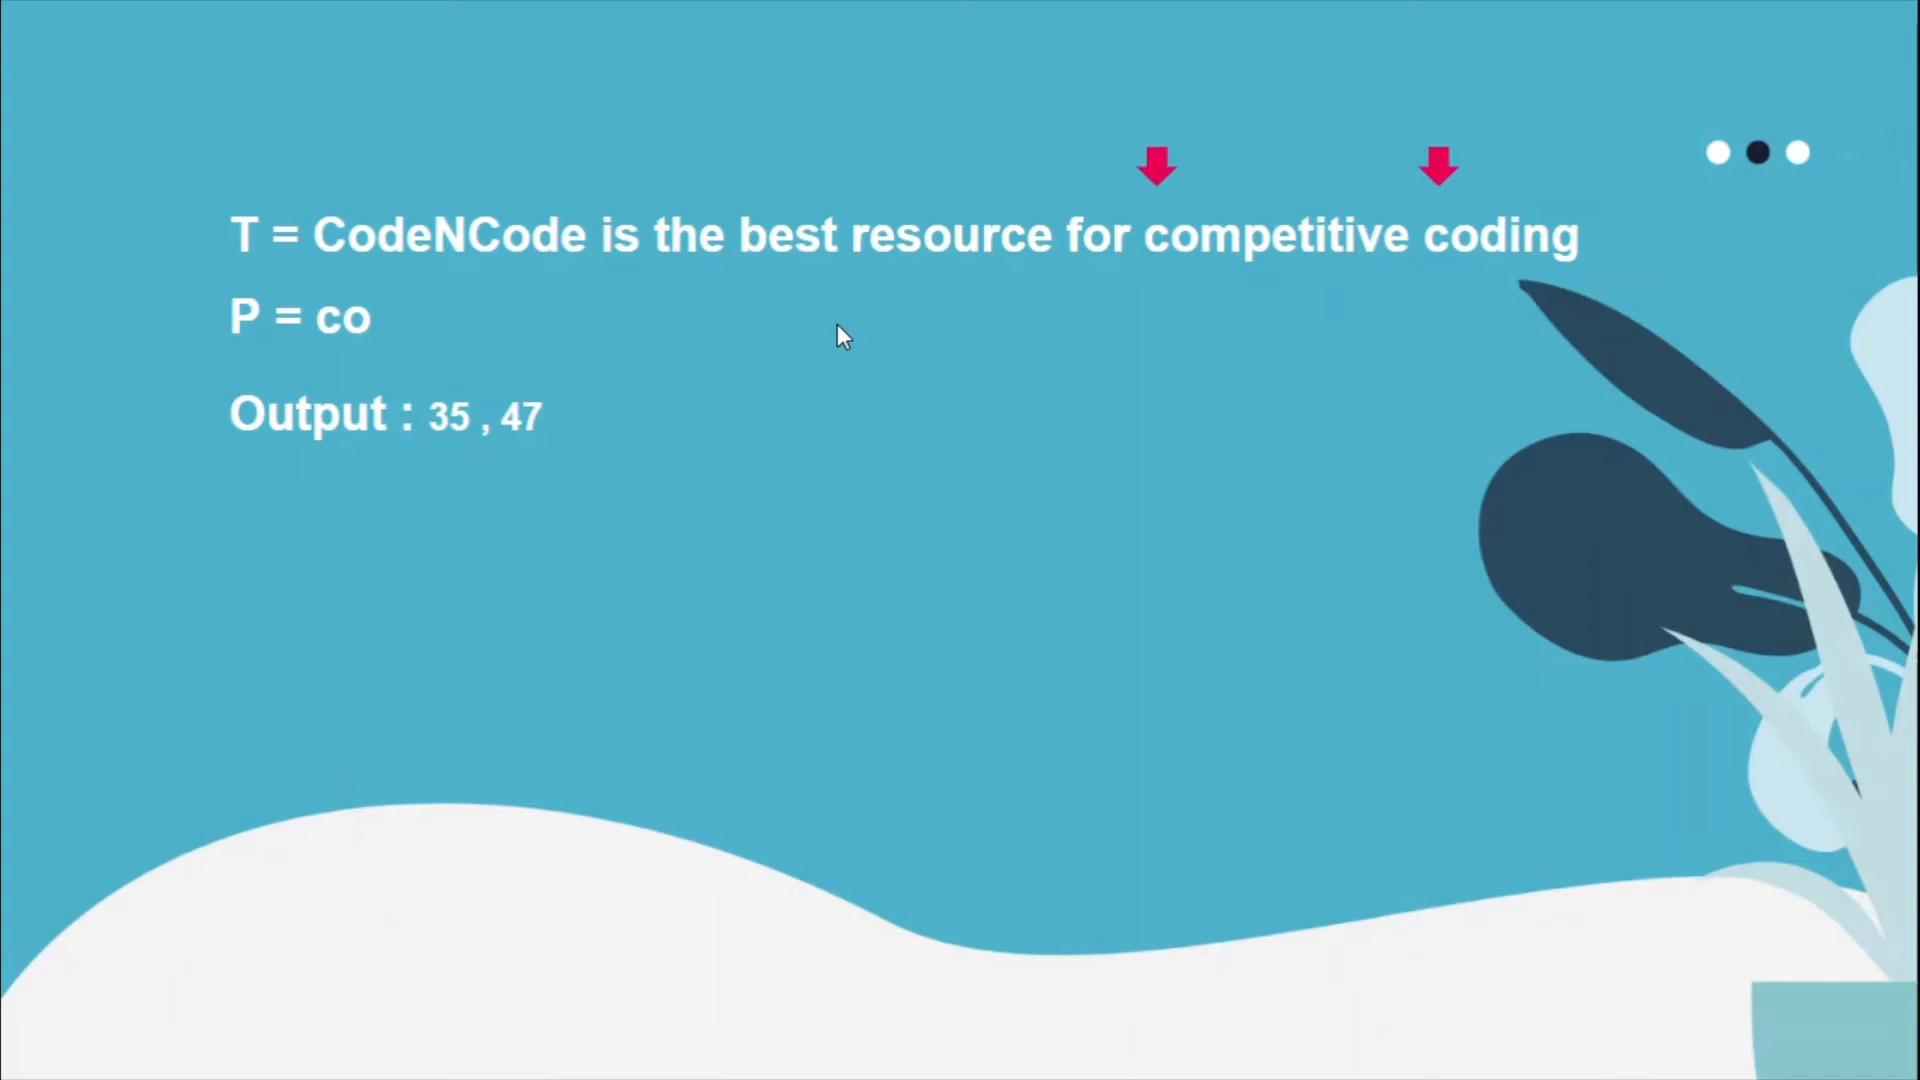 T = CodeNCode is the best resource for competitive coding
P = co
Output : 35 , 47